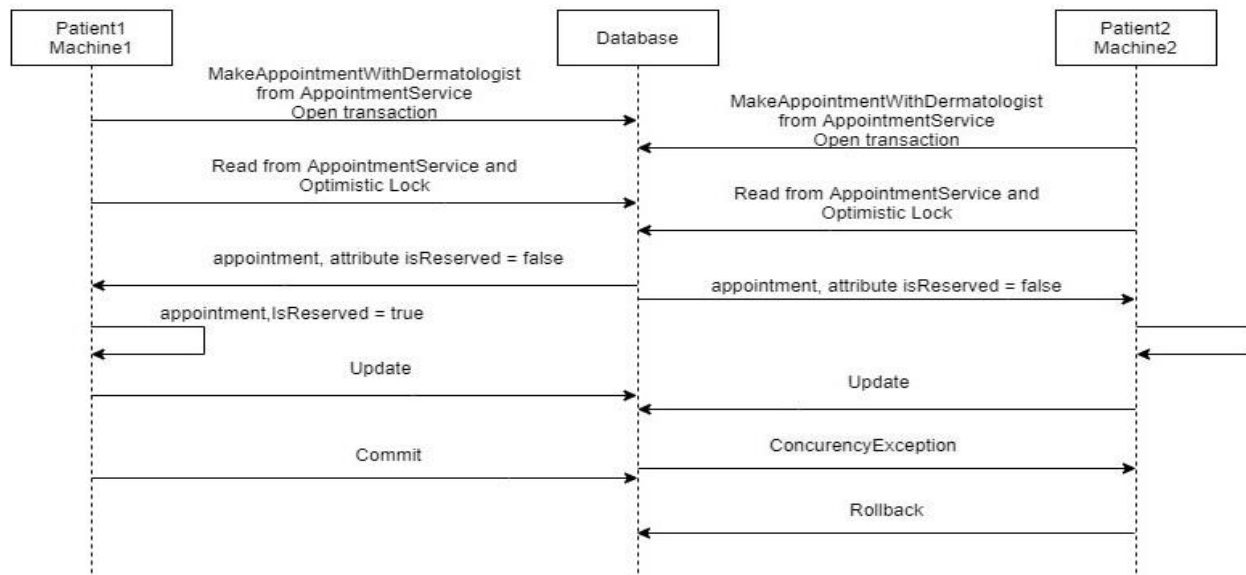 Patient1
Machine1
Database
Patient2
Machine2
MakeAppointmentWithDermatologist
from AppointmentService
Open transaction
MakeAppointmentWithDermatologist
from AppointmentService
Open transaction
Read from AppointmentService and
Optimistic Lock
Read from AppointmentService and
Optimistic Lock
appointment, attribute isReserved = false
appointment, attribute isReserved = false
appointment,IsReserved = true
Update
Update
Commit
ConcurencyException
Rollback